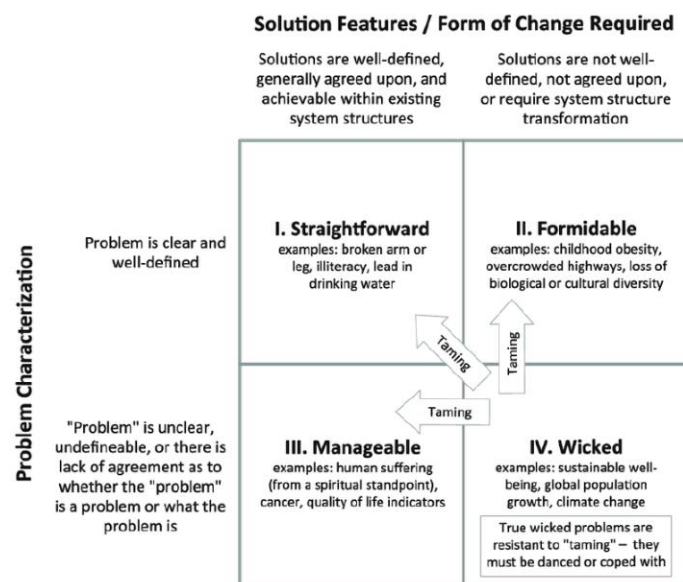 Solution Features / Form of Change Required
Solutions are well-defined,
generally agreed upon, and
achievable within existing
system structures
Solutions are not well-
defined, not agreed upon,
or require system structure
transformation
Problem Characterization
Problem is clear and
well-defined
I. Straightforward
examples: broken arm or
leg, illiteracy, lead in
drinking water
II. Formidable
examples: childhood obesity,
overcrowded highways, loss of
biological or cultural diversity
Taming
Taming
Taming
"Problem" is unclear,
undefineable, or there is
lack of agreement as to
whether the "problem"
is a problem or what the
problem is
III. Manageable
examples: human suffering
(from a spiritual standpoint),
cancer, quality of life indicators
IV. Wicked
examples: sustainable well-
being, global population
growth, climate change
True wicked problems are
resistant to "taming" – they
must be danced or coped with